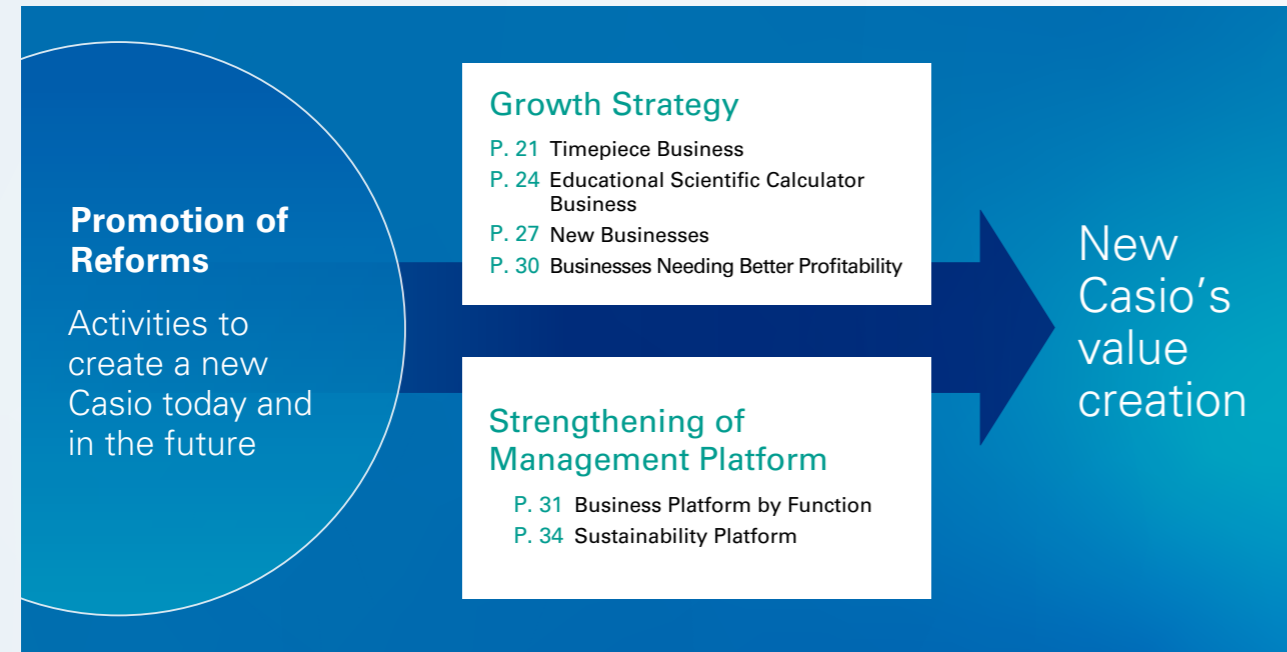 Promotion of
Reforms
Activities to
create a new
Casio today and
in the future
Growth Strategy
P. 21 Timepiece Business
P. 24 Educational Scientific Calculator
Business
P. 27 New Businesses
P. 30 Businesses Needing Better Profitability
Strengthening of
Management Platform
P. 31 Business Platform by Function
P. 34 Sustainability Platform
New
Casio’s
value
creation